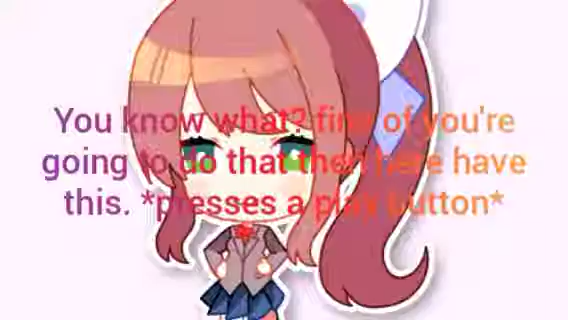 You know what? fine of you're
going to do that then here have
this. *presses a play button*